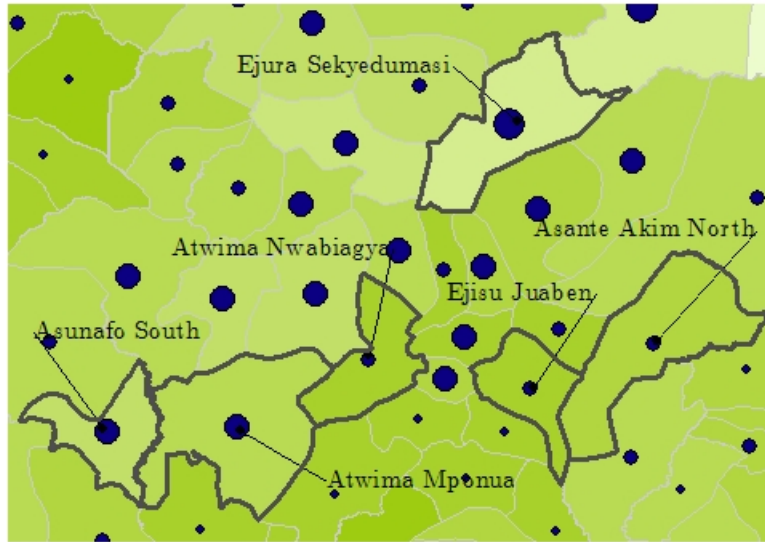 Ejura Sekyedumasi
Asante Akim North
Atwima Nwabiagya
Ejisu Juaben
Asunafo South
Atwima Mponua